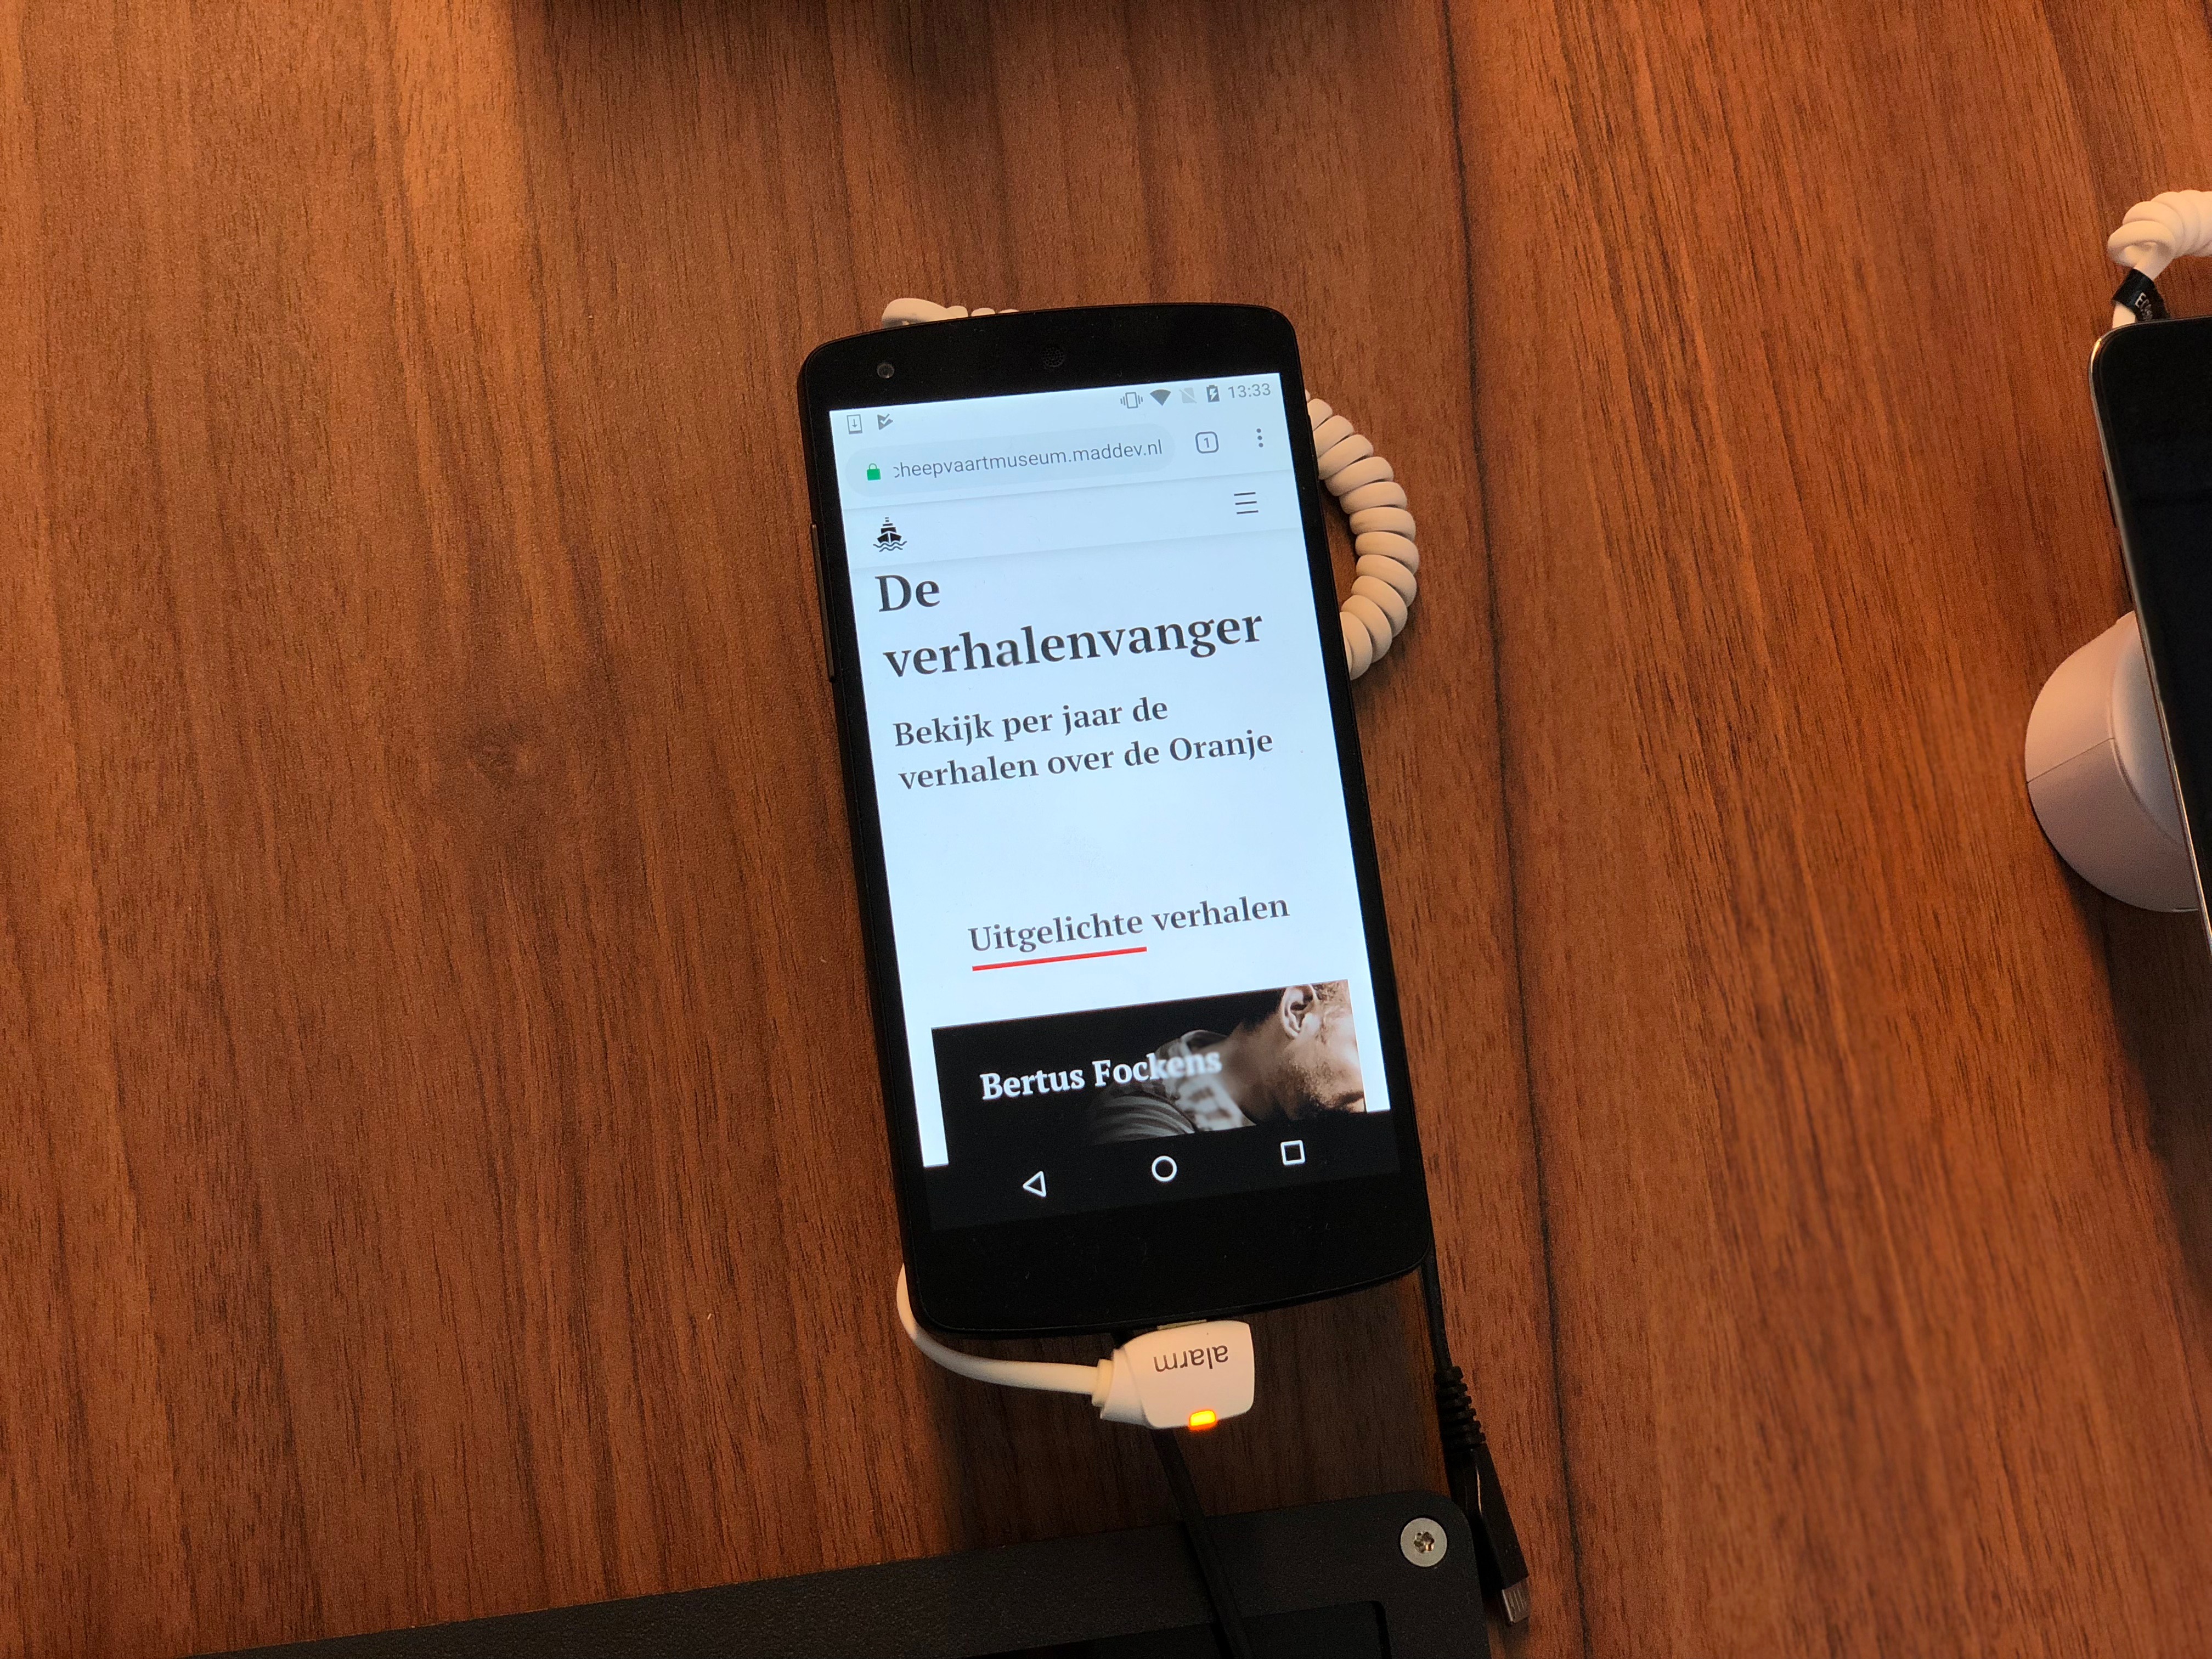 13:33
cheepvaartmuseum.maddev.nl
1
De
verhalenvanger
Bekijk per jaar de
verhalen over de Oranje
Uitgelichte verhalen
Bertus Fockens
alarm